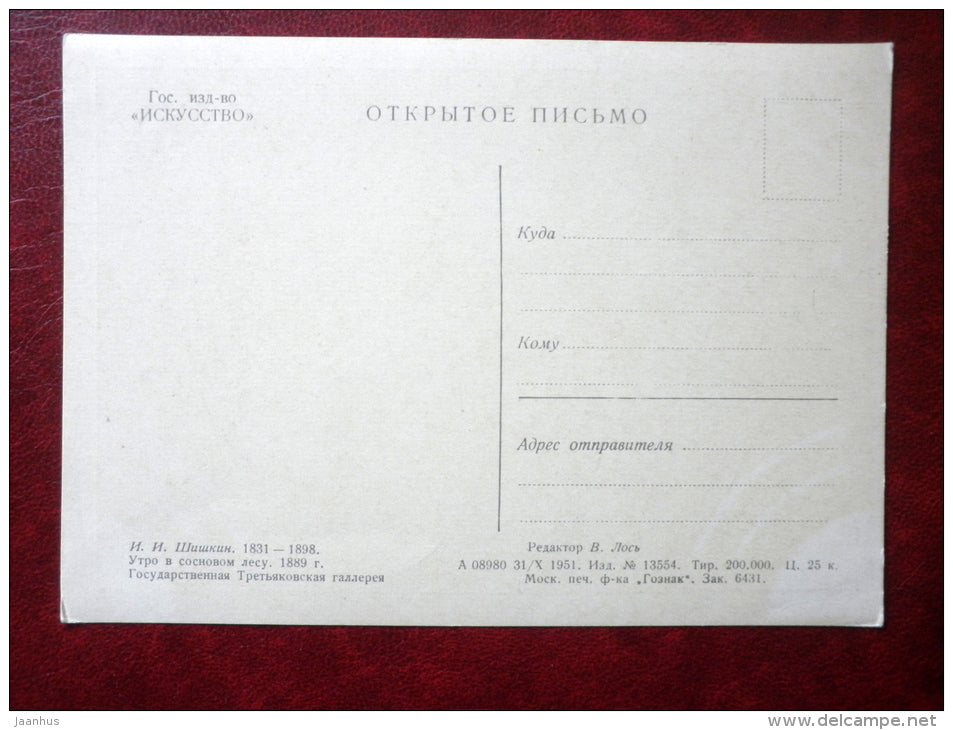 Гос. изд-во
«ИСКУССТВО»
ОТКРЫТОЕ ПИСЬМО
Куда
Кому
Адрес отправителя
И. И. Шишкин. 1831 — 1898.
Утро в сосновом лесу. 1889 г.
Государственная Третьяковская галлерея
Редактор В. Лось
А 08980 31/X 1951. Изд. № 13554. Тир. 200.000. Ц. 25 к.
Моск. печ. ф-ка „Гознак“. Зак. 6431.
jaanhus
www.delcampe.net